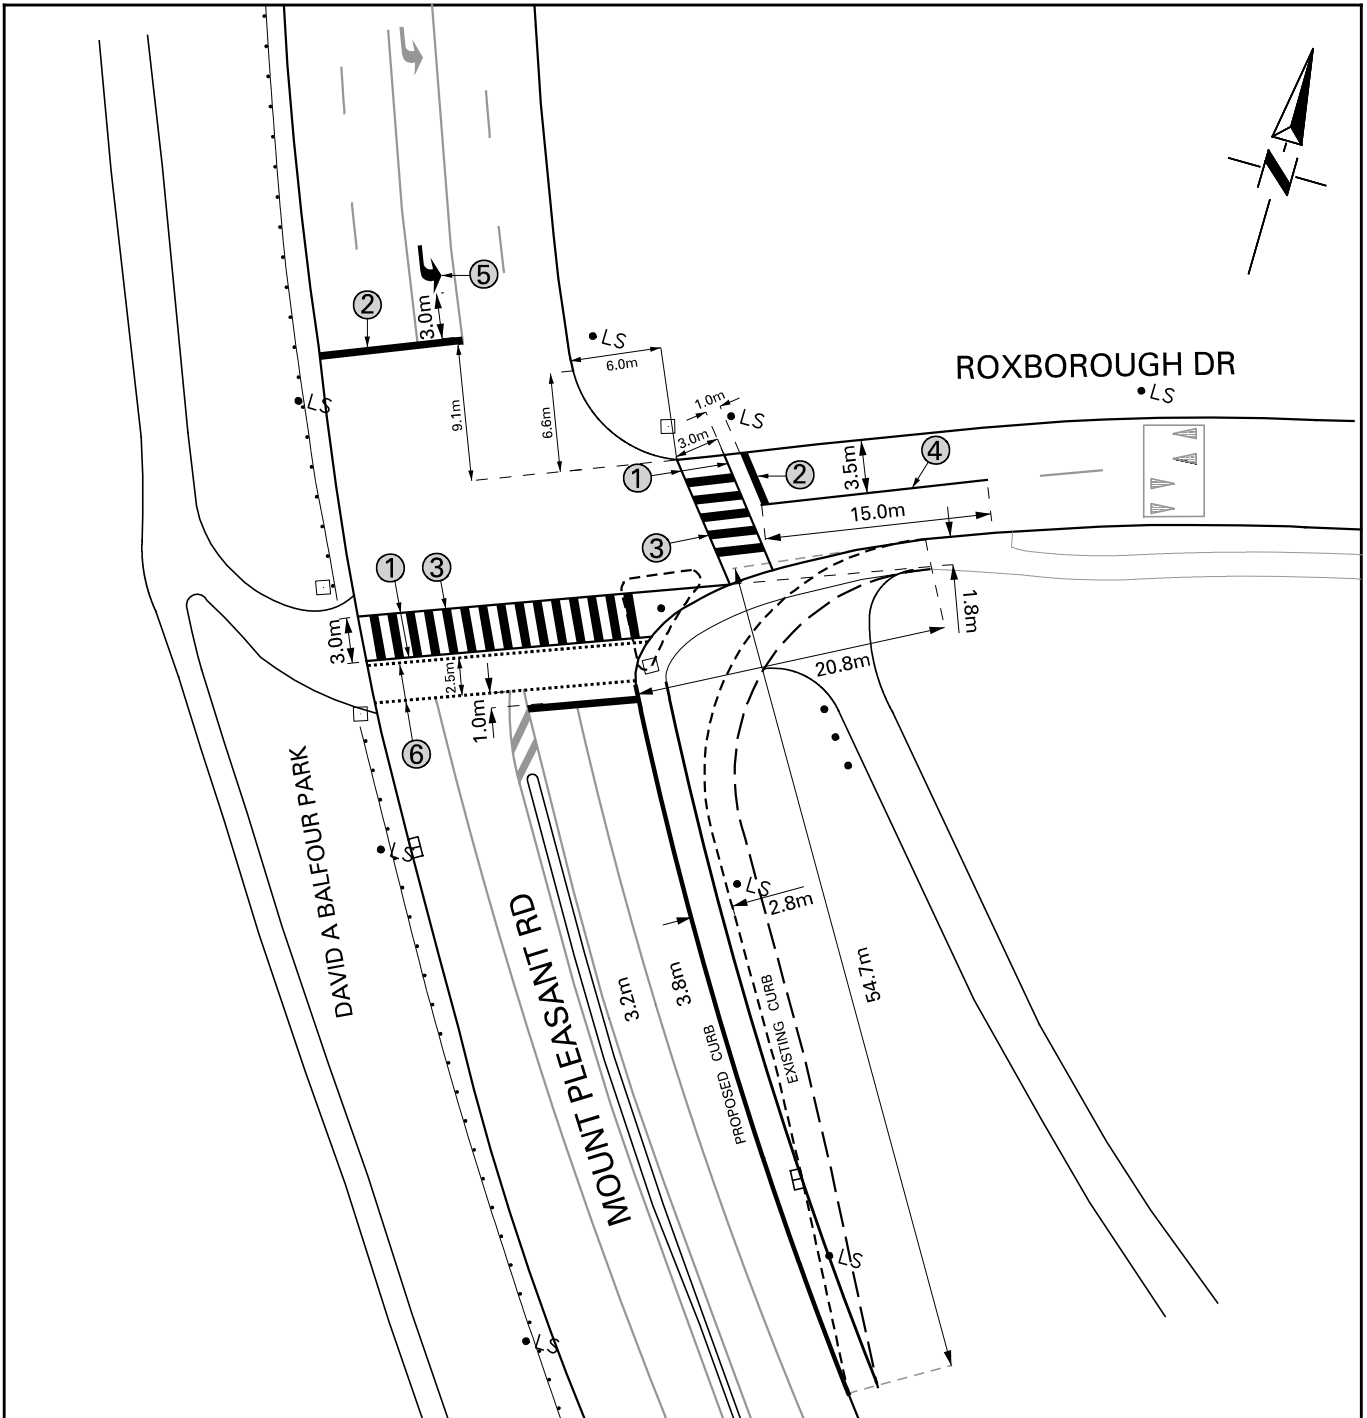 N
5
2
3.0m
LS
6.0m
ROXBOROUGH DR
LS
1.0m
LS
LS
9.1m
6.6m
3.0m
1
2
3.5m
4
15.0m
3
1
3
3.0m
1.8m
2.5m
20.8m
1.0m
6
DAVID A BALFOUR PARK
LS
MOUNT PLEASANT RD
LS
2.8m
3.2m
3.8m
54.7m
PROPOSED CURB
EXISTING CURB
LS
LS